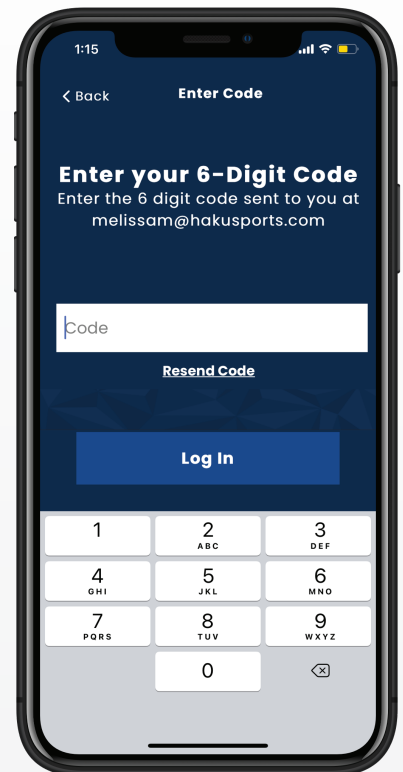 1:15
Back
Enter Code
Enter your 6-Digit Code
Enter the 6 digit code sent to you at
melissam@hakusports.com
Code
Resend Code
Log In
1
2
ABC
3
DEF
4
GHI
5
JKL
6
MNO
7
PQRS
8
TUV
9
WXYZ
0